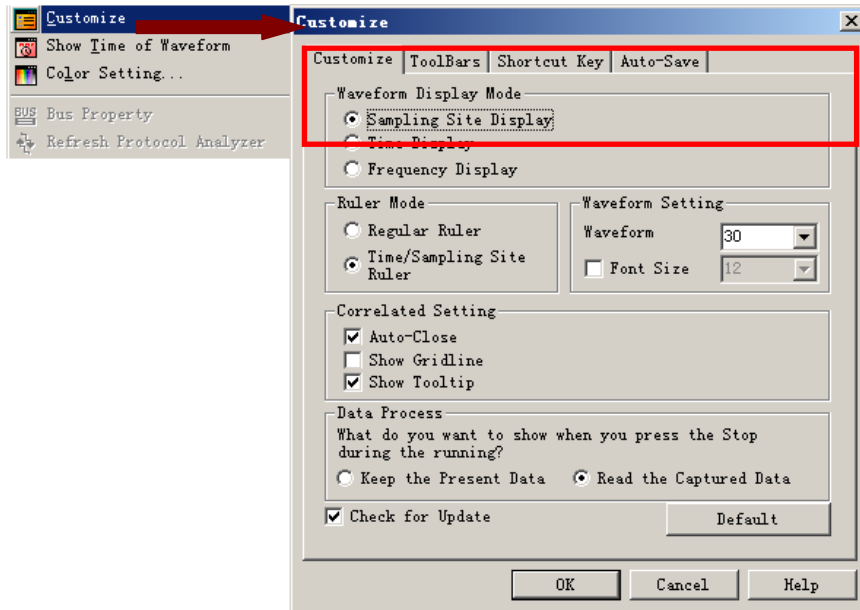 Customize
Show Time of Waveform
Color Setting...
BUS Bus Property
Refresh Protocol Analyzer
Customize
Customize ToolBars Shortcut Key Auto-Save
Waveform Display Mode
Sampling Site Display
Time Display
Frequency Display
Ruler Mode
Regular Ruler
Time/Sampling Site
Ruler
Waveform Setting
Waveform 30
Font Size 12
Correlated Setting
Auto-Close
Show Gridline
Show Tooltip
Data Process
What do you want to show when you press the Stop
during the running?
Keep the Present Data Read the Captured Data
Check for Update Default
OK Cancel Help